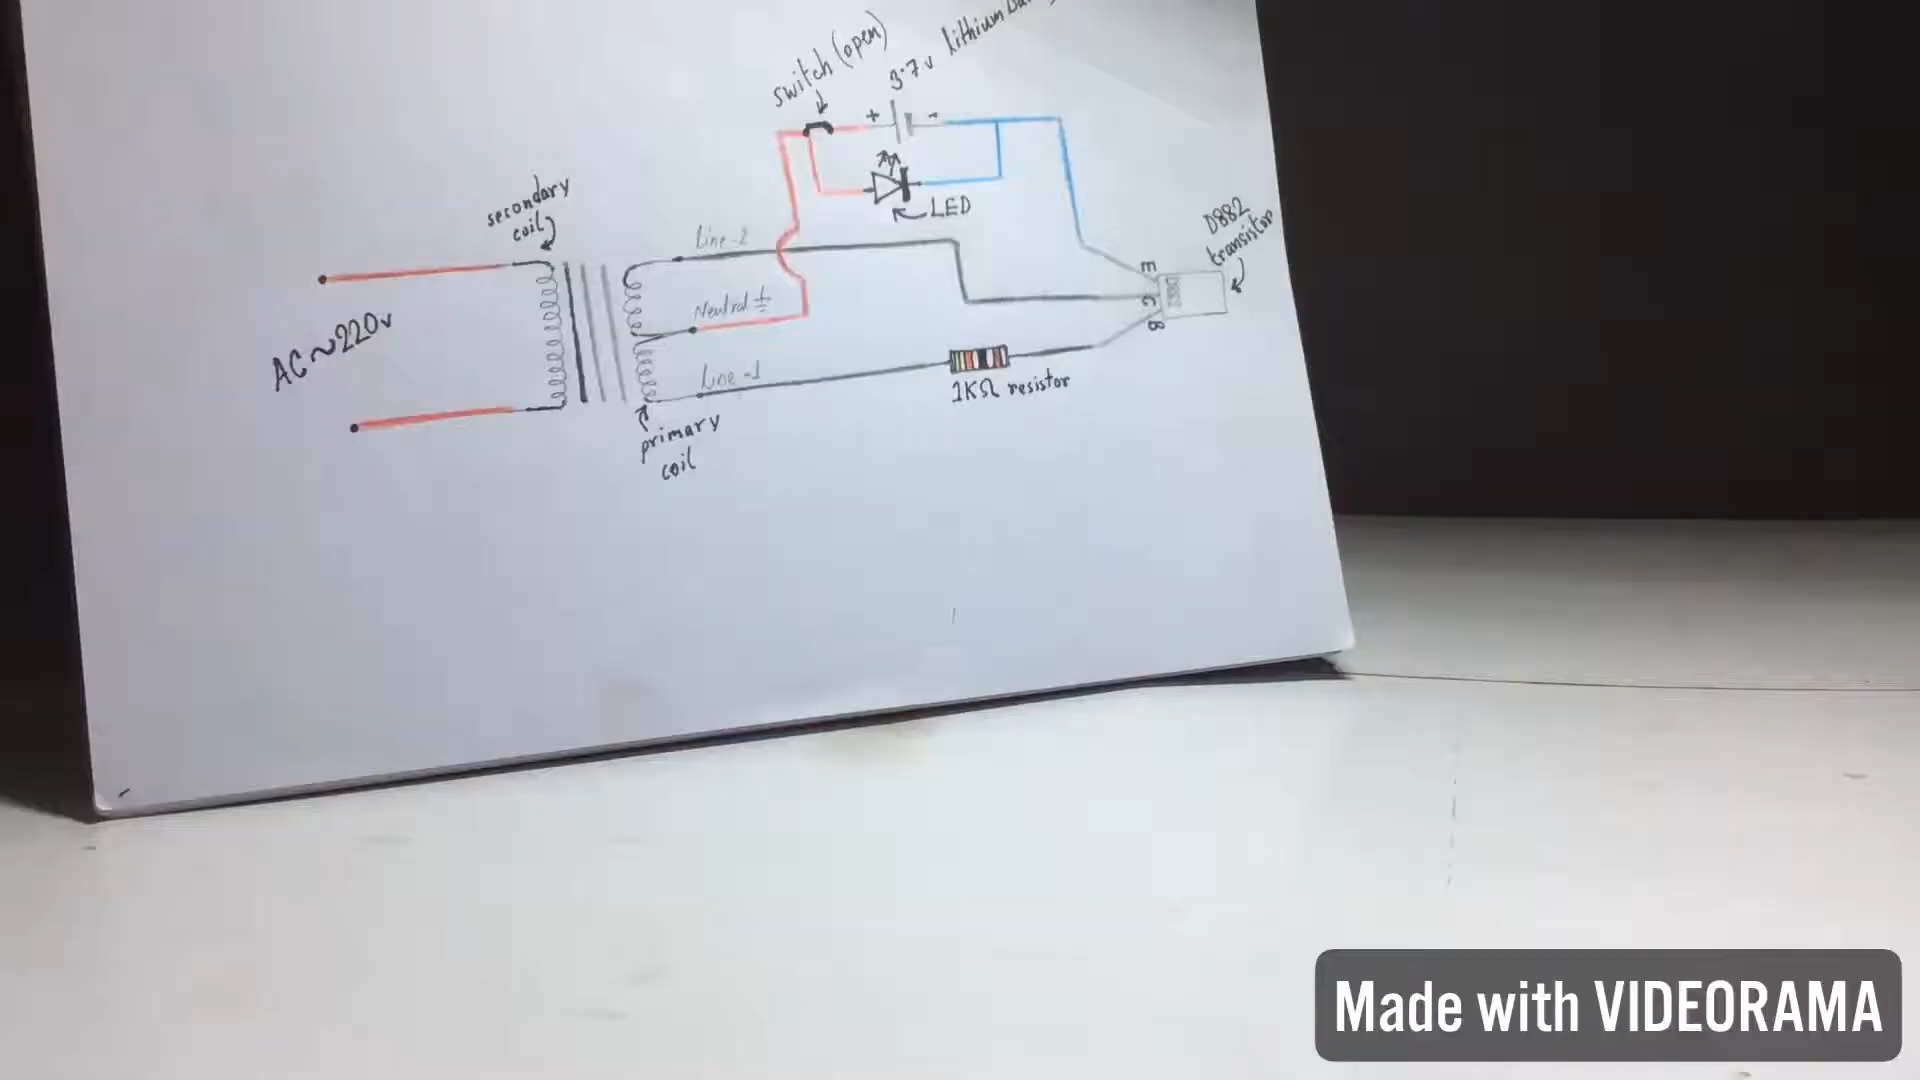 switch (open)
3.7v lithium
+
-
LED
secondary
coil
D882
transistor
Line-2
E
C
B
Neutral
AC~220v
Line-1
1KΩ resistor
primary
coil
Made with VIDEORAMA